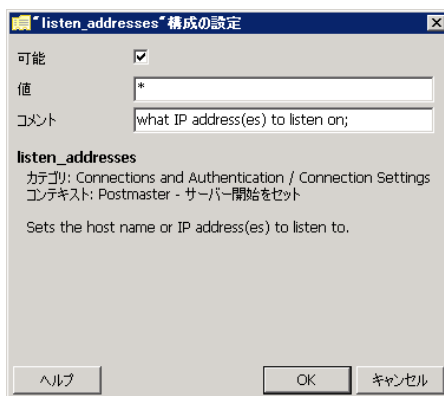 "listen_addresses"構成の設定
可能
値 *
コメント what IP address(es) to listen on;
listen_addresses
カテゴリ: Connections and Authentication / Connection Settings
コンテキスト: Postmaster - サーバー開始をセット
Sets the host name or IP address(es) to listen to.
ヘルプ OK キャンセル